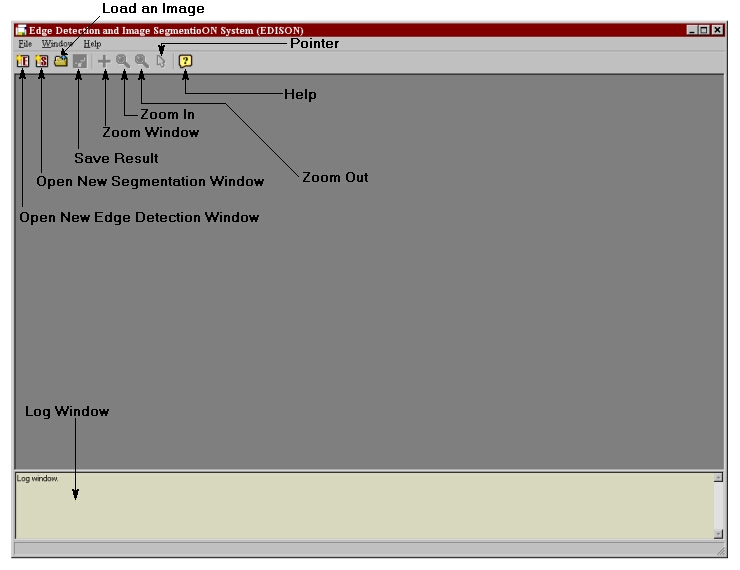 Load an Image
Edge Detection and Image SegmentioON System (EDISON)
File Window Help
Pointer
Help
Zoom In
Zoom Window
Save Result
Zoom Out
Open New Segmentation Window
Open New Edge Detection Window
Log Window
Log window.